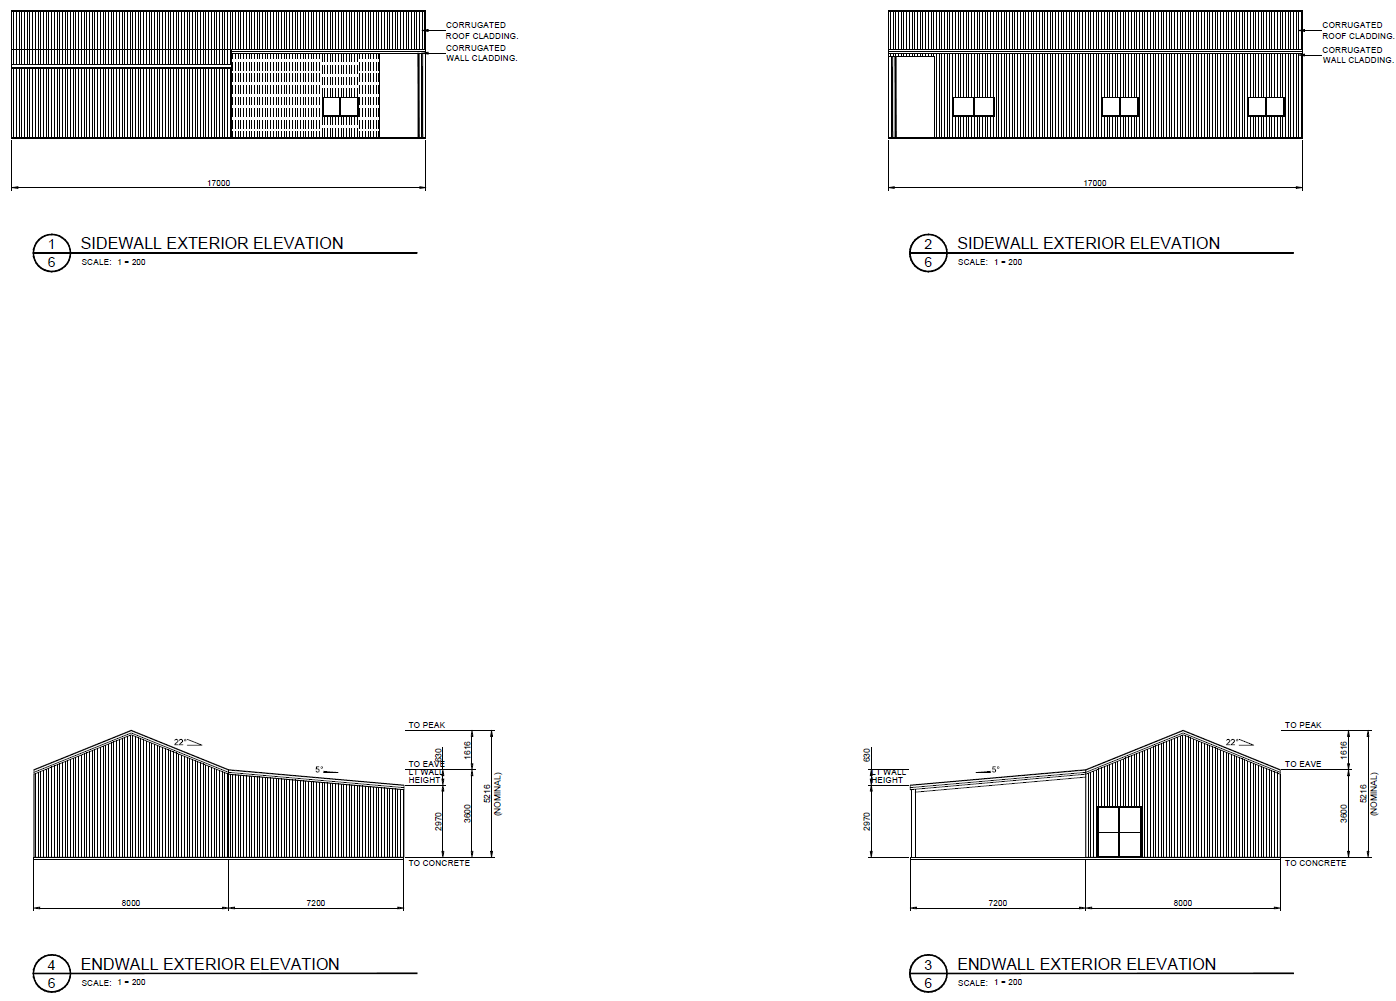 CORRUGATED
ROOF CLADDING.
CORRUGATED
WALL CLADDING.
17000
1
6
SIDEWALL EXTERIOR ELEVATION
SCALE: 1 = 200
CORRUGATED
ROOF CLADDING.
CORRUGATED
WALL CLADDING.
17000
2
6
SIDEWALL EXTERIOR ELEVATION
SCALE: 1 = 200
TO PEAK
22°
TO EAVE
5°
LT WALL
HEIGHT
630
1616
2970
3600
5216
(NOMINAL)
TO CONCRETE
8000
7200
4
6
ENDWALL EXTERIOR ELEVATION
SCALE: 1 = 200
TO PEAK
22°
TO EAVE
5°
LT WALL
HEIGHT
630
2970
1616
3600
5216
(NOMINAL)
TO CONCRETE
7200
8000
3
6
ENDWALL EXTERIOR ELEVATION
SCALE: 1 = 200